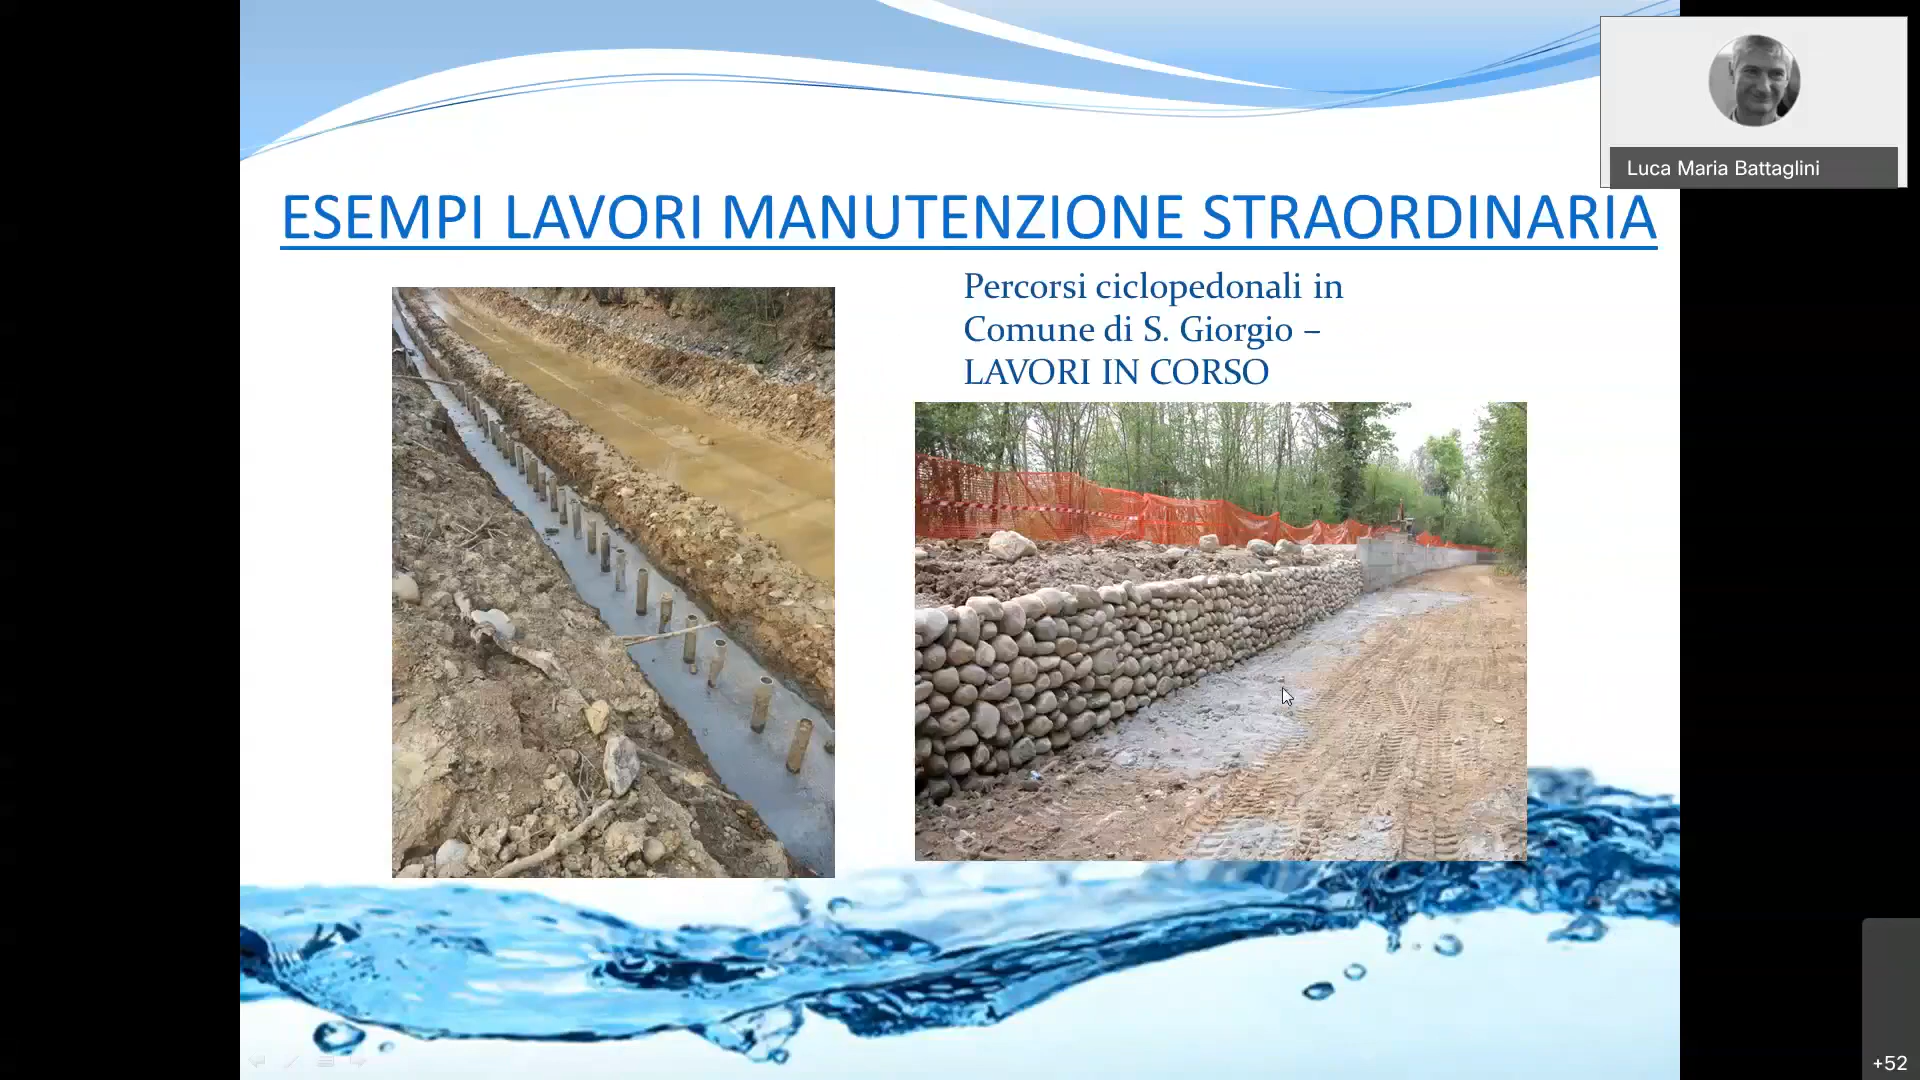 Luca Maria Battaglini
ESEMPI LAVORI MANUTENZIONE STRAORDINARIA
Percorsi ciclopedonali in
Comune di S. Giorgio –
LAVORI IN CORSO
+52